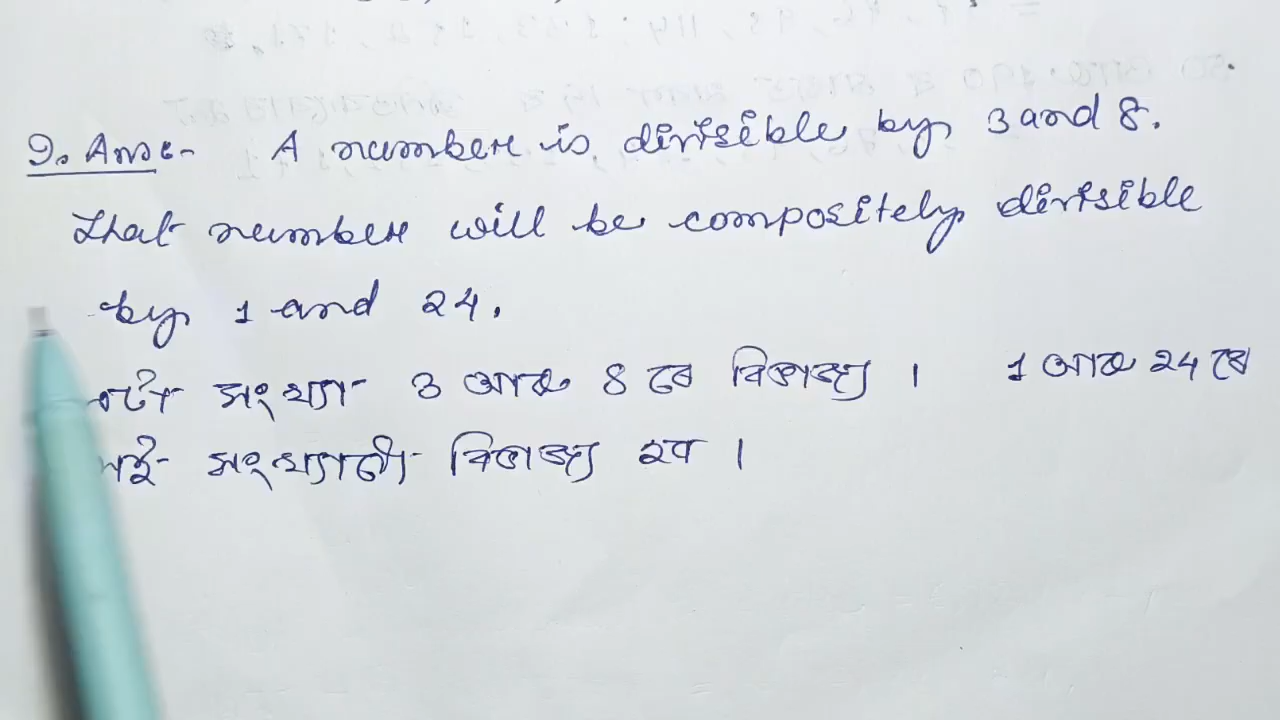 9. Ans:- A number is divisible by 3 and 8.
That number will be compositely divisible
by 1 and 24.
সংখ্যা 3 আৰু 8 ৰে বিভাজ্য । 1 আৰু 24 ৰে
সংখ্যাটো বিভাজ্য হব ।